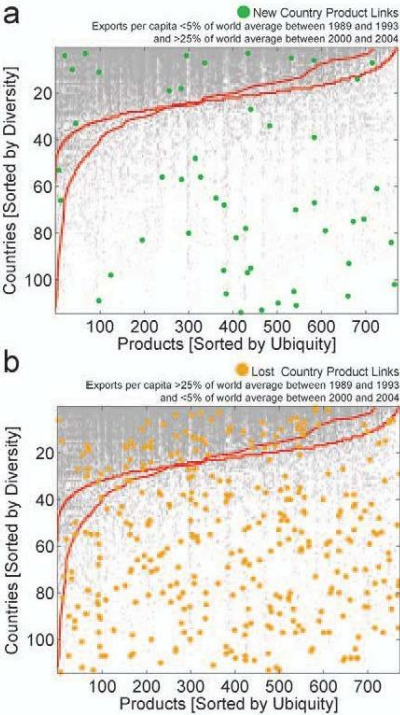 a
New Country Product Links
Exports per capita <5% of world average between 1989 and 1993
and >25% of world average between 2000 and 2004
Countries [Sorted by Diversity]
20
40
60
80
100
100 200 300 400 500 600 700
Products [Sorted by Ubiquity]
b
Lost Country Product Links
Exports per capita >25% of world average between 1989 and 1993
and <5% of world average between 2000 and 2004
Countries [Sorted by Diversity]
20
40
60
80
100
100 200 300 400 500 600 700
Products [Sorted by Ubiquity]